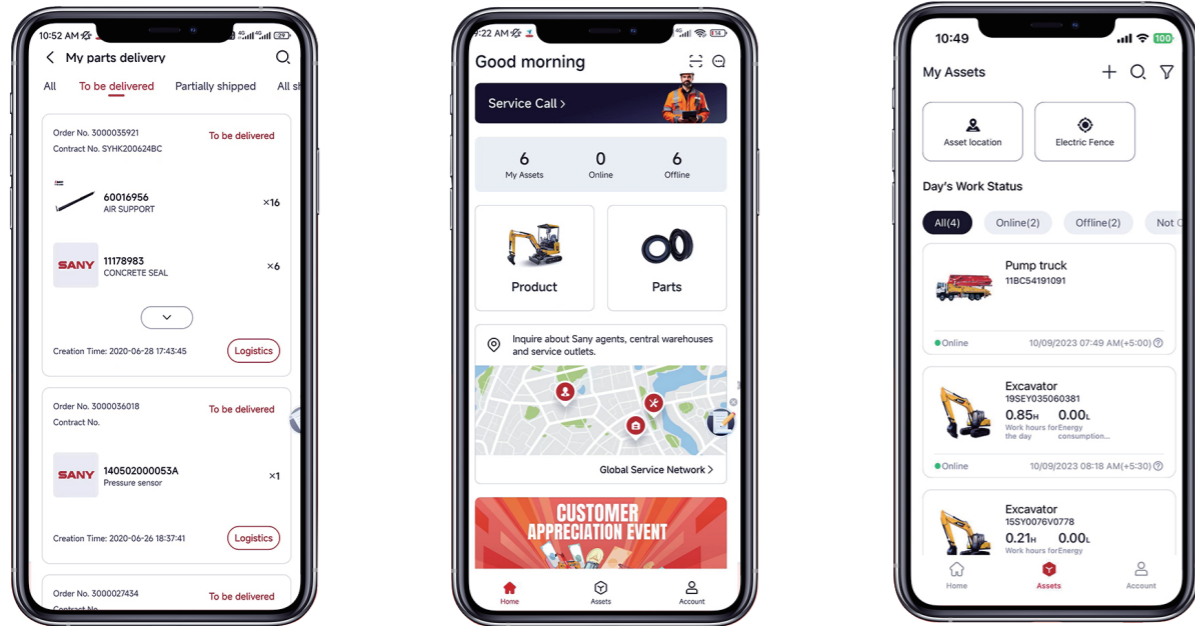 10:52 AM
My parts delivery
All To be delivered Partially shipped All sh
Order No. 3000035921 To be delivered
Contract No. SYHK200624BC
60016956
AIR SUPPORT ×16
SANY
11178983
CONCRETE SEAL ×6
Creation Time: 2020-06-28 17:43:45 Logistics
Order No. 3000036018 To be delivered
Contract No.
SANY
140502000053A
Pressure sensor ×1
Creation Time: 2020-06-26 18:37:41 Logistics
Order No. 3000027434 To be delivered
Contract No.
9:22 AM
Good morning
Service Call >
6 0 6
My Assets Online Offline
Product Parts
Inquire about Sany agents, central warehouses
and service outlets.
Global Service Network >
CUSTOMER
APPRECIATION EVENT
Home Assets Account
10:49 100
My Assets
Asset location Electric Fence
Day's Work Status
All(4) Online(2) Offline(2) Not
Pump truck
11BC54191091
Online 10/09/2023 07:49 AM(+5:00)
Excavator
19SEY035060381
0.85H 0.00L
Work hours for Energy
the day consumption...
Online 10/09/2023 08:18 AM(+5:30)
Excavator
15SY0076V0778
0.21H 0.00L
Work hours for Energy
Home Assets Account